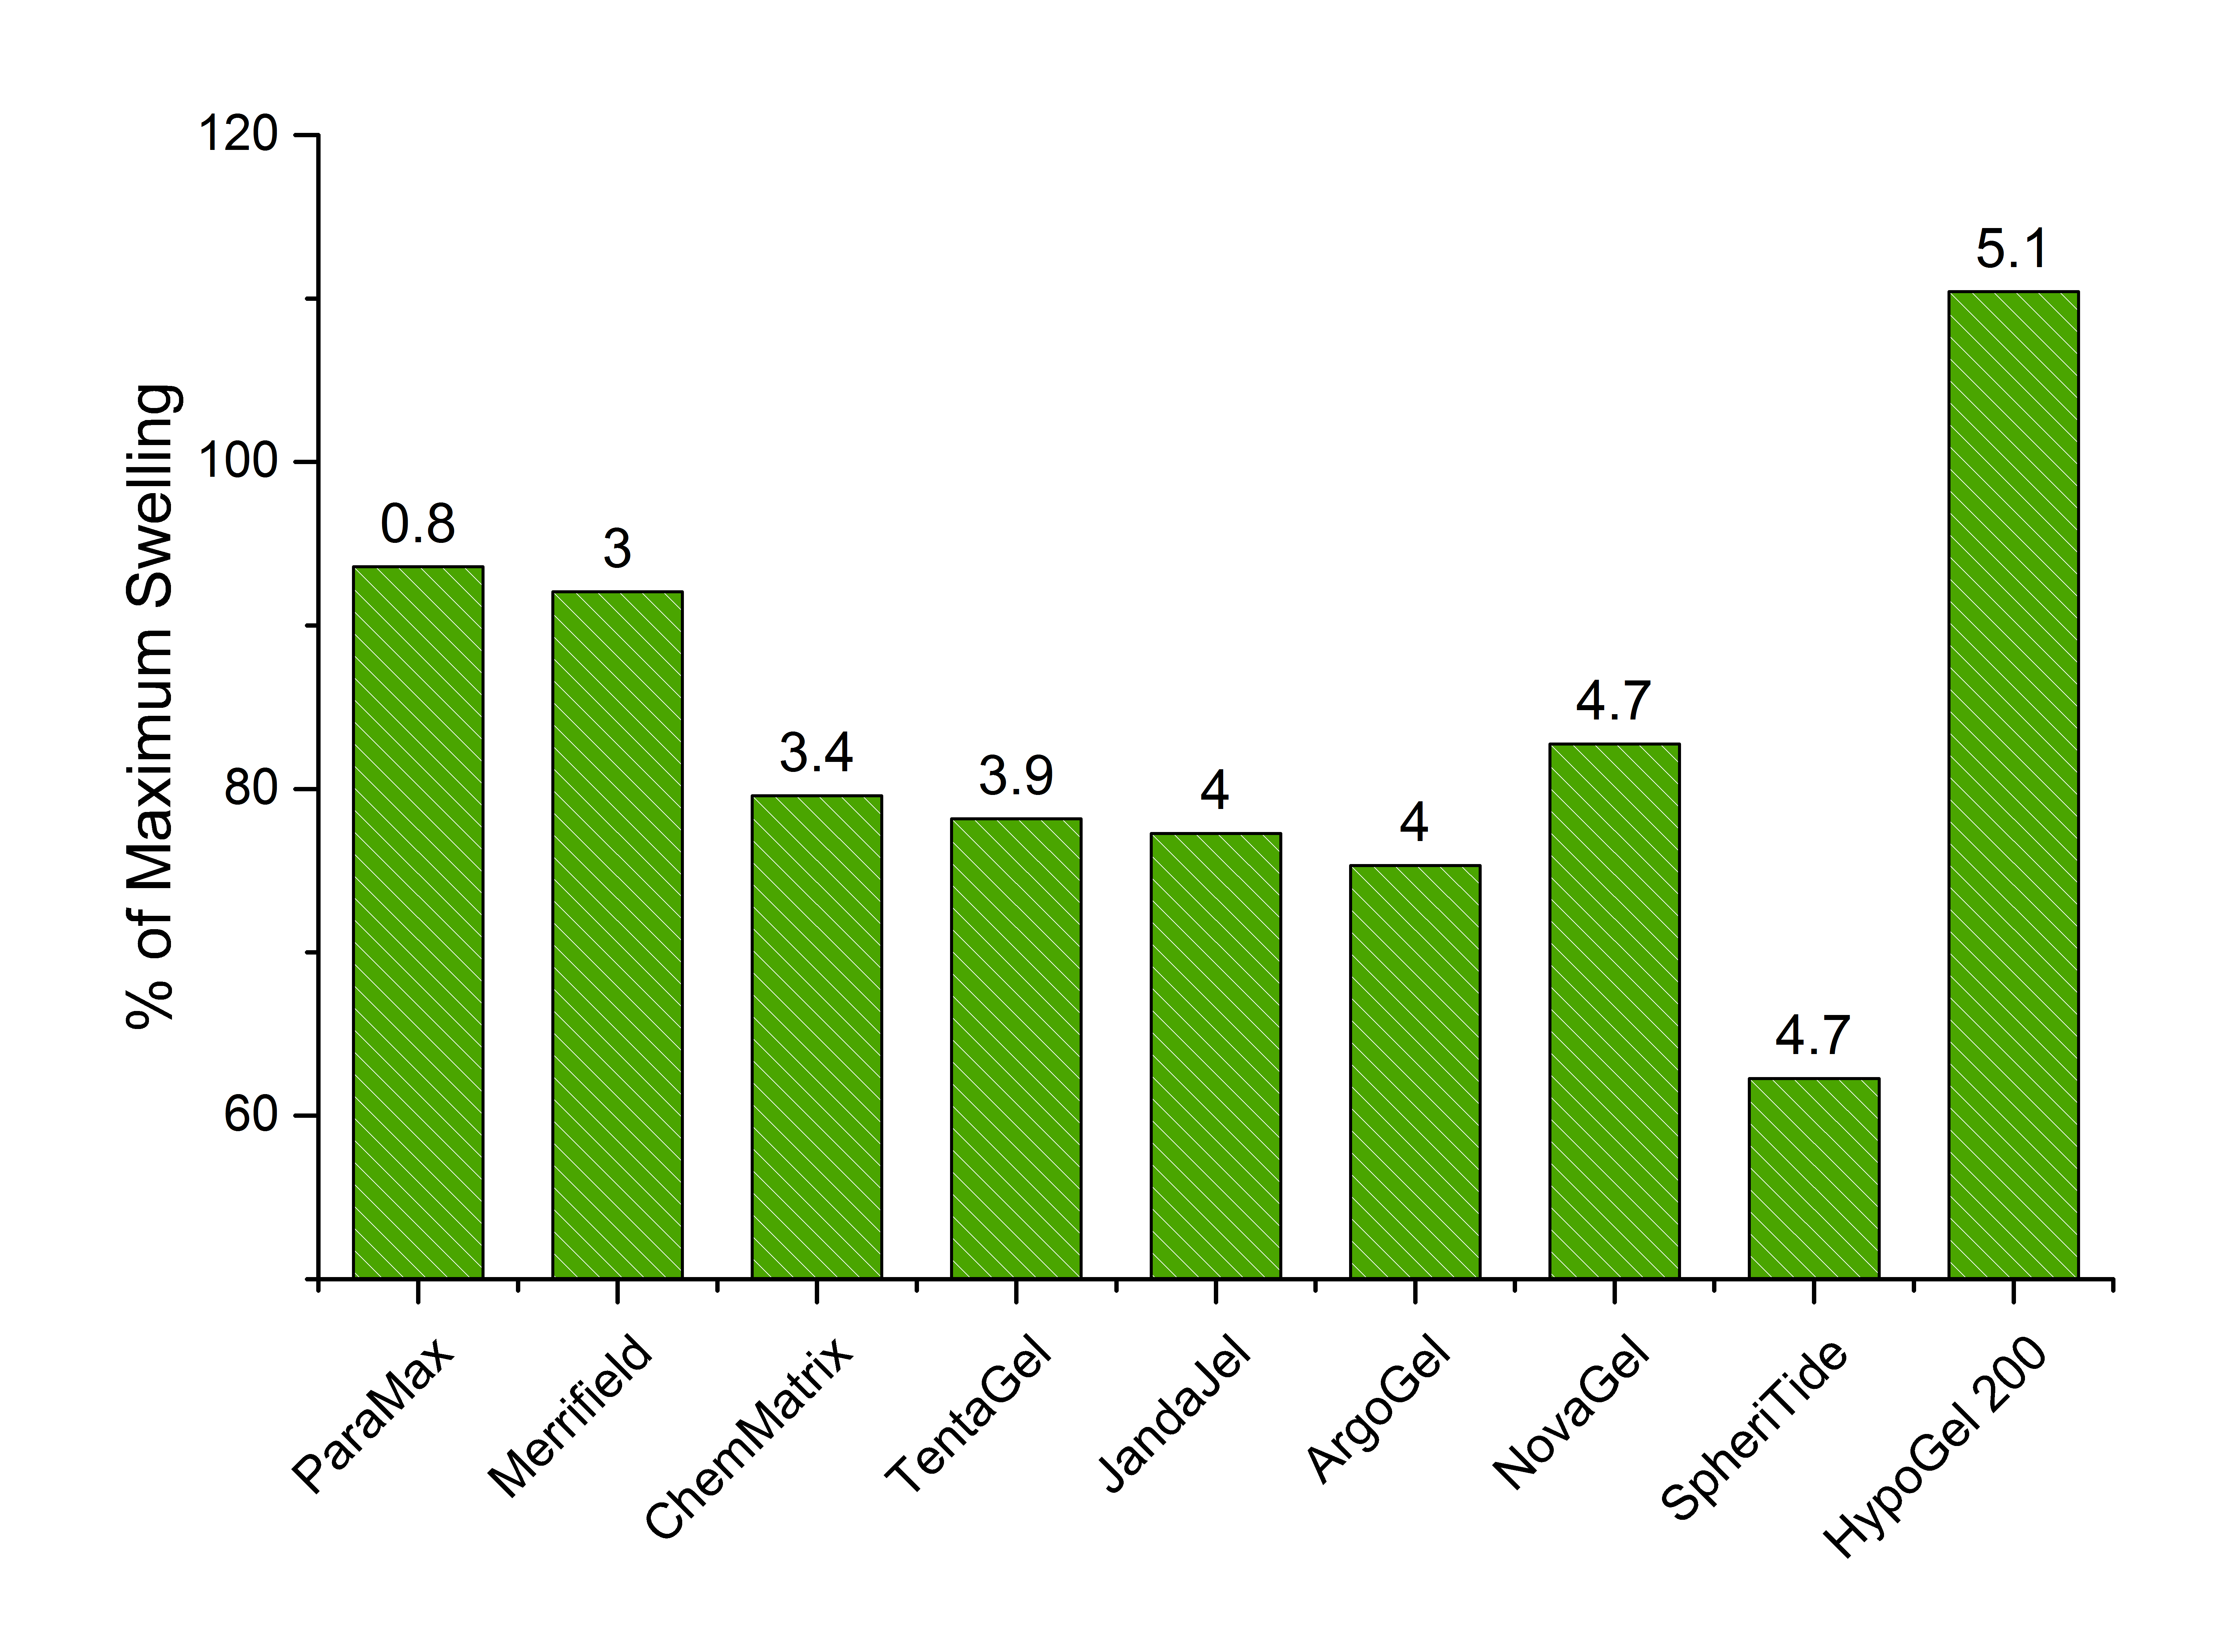 % of Maximum Swelling
120
100
80
60
0.8
3
3.4
3.9
4
4
4.7
4.7
5.1
ParaMax
Merrifield
ChemMatrix
TentaGel
JandaJel
ArgoGel
NovaGel
SpheriTide
HypoGel 200